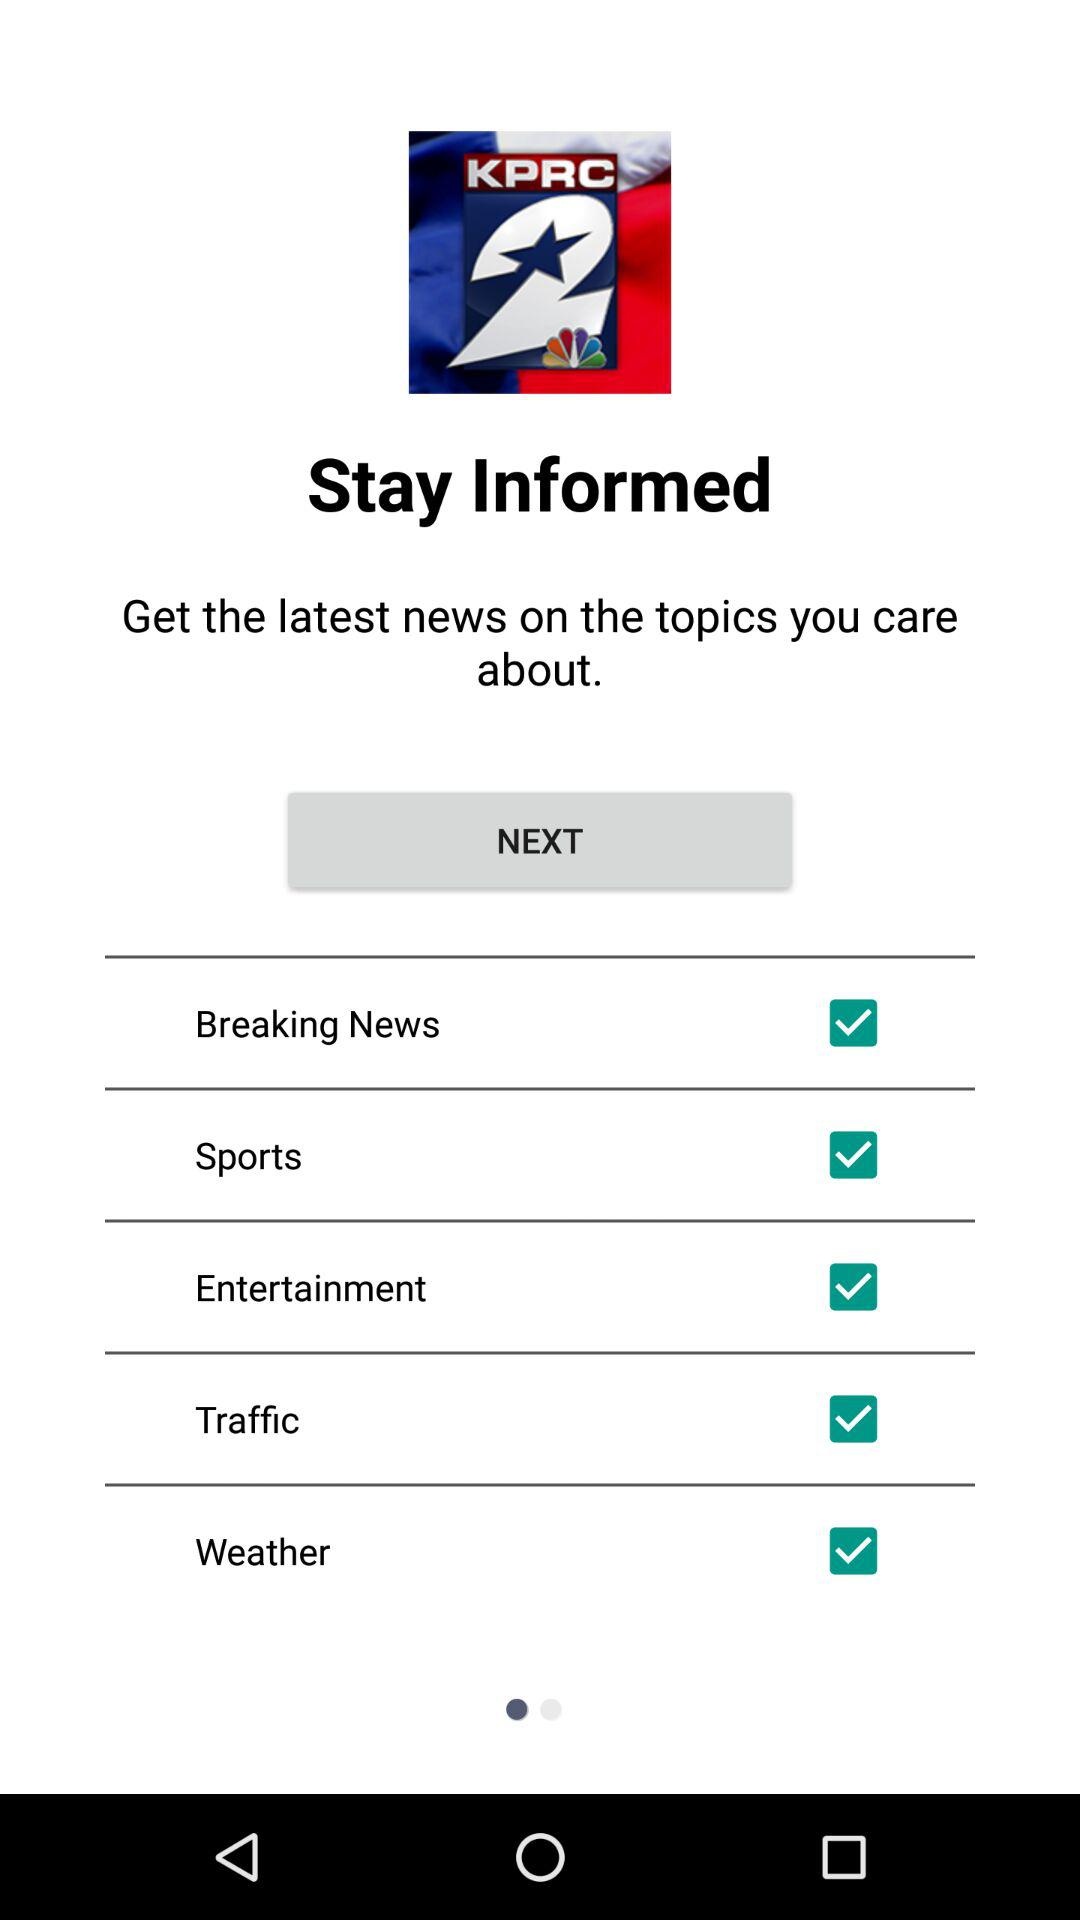 KPRC
2
Stay Informed
Get the latest news on the topics you care
about.
NEXT
Breaking News
Sports
Entertainment
Traffic
Weather